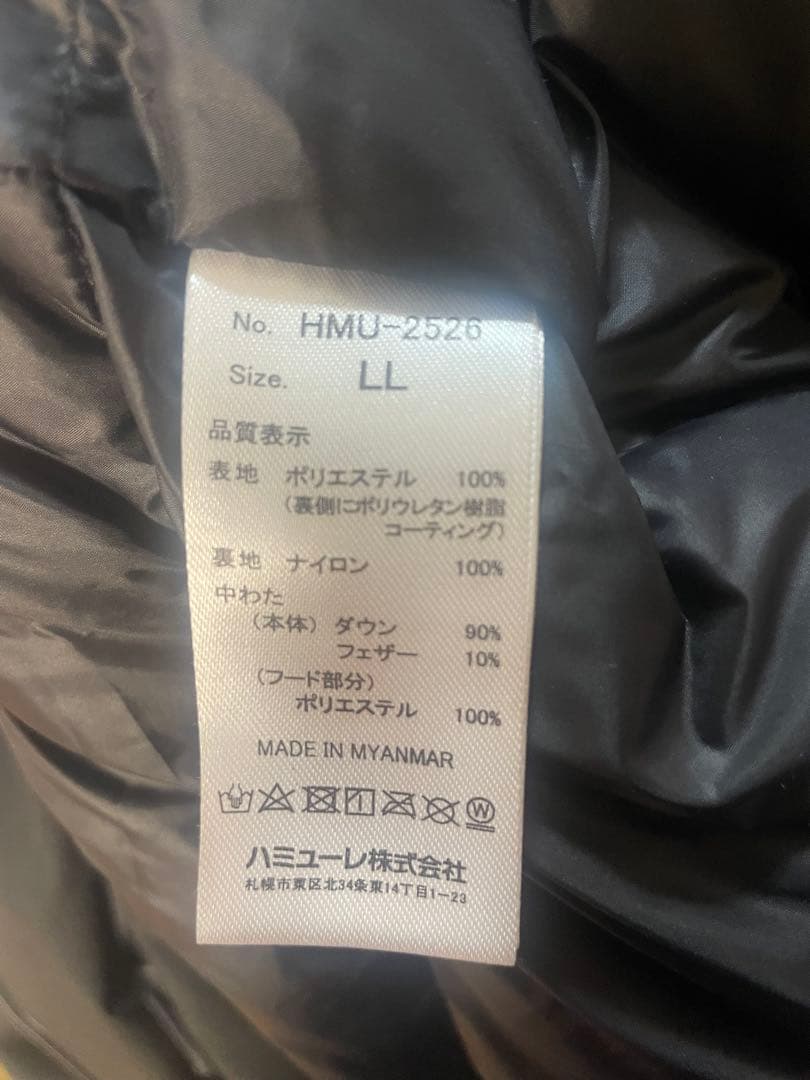 No. HMU-2526
Size. LL
品質表示
表地 ポリエステル 100%
(裏側にポリウレタン樹脂
コーティング)
裏地 ナイロン 100%
中わた
(本体) ダウン 90%
フェザー 10%
(フード部分)
ポリエステル 100%
MADE IN MYANMAR
W
ハミューレ株式会社
札幌市東区北34条東14丁目1-23